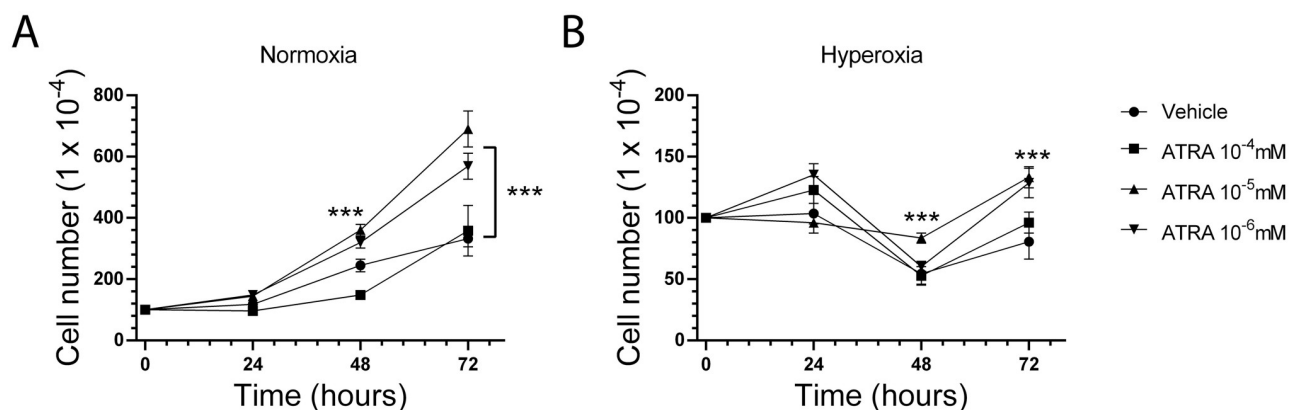 A
Normoxia
Cell number (1 x 10⁻⁴)
800
600
400
200
0
***
***
0 24 48 72
Time (hours)
B
Hyperoxia
Cell number (1 x 10⁻⁴)
200
150
100
50
0
***
***
0 24 48 72
Time (hours)
Vehicle
ATRA 10⁻⁴mM
ATRA 10⁻⁵mM
ATRA 10⁻⁶mM